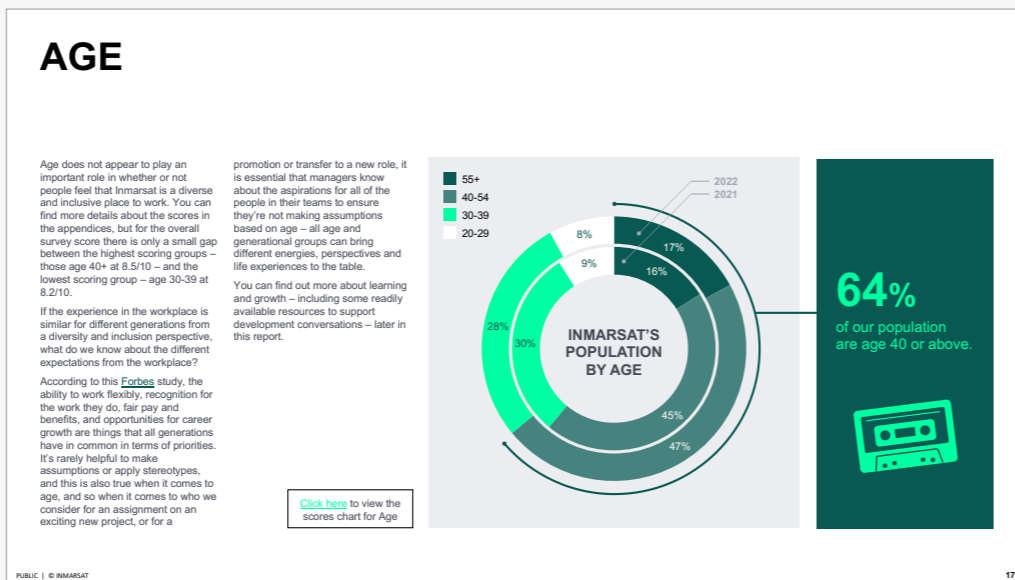 AGE
Age does not appear to play an
important role in whether or not
people feel that Inmarsat is a diverse
and inclusive place to work. You can
find more details about the scores in
the appendices, but for the overall
survey score there is only a small gap
between the highest scoring groups –
those age 40+ at 8.5/10 – and the
lowest scoring group – age 30-39 at
8.2/10.
If the experience in the workplace is
similar for different generations from
a diversity and inclusion perspective,
what do we know about the different
expectations from the workplace?
According to this Forbes study, the
ability to work flexibly, recognition for
the work they do, fair pay and
benefits, and opportunities for career
growth are things that all generations
have in common in terms of priorities.
It's rarely helpful to make
assumptions or apply stereotypes,
and this is also true when it comes to
age, and so when it comes to who we
consider for an assignment on an
exciting new project, or for a
promotion or transfer to a new role, it
is essential that managers know
about the aspirations for all of the
people in their teams to ensure
they're not making assumptions
based on age – all age and
generational groups can bring
different energies, perspectives and
life experiences to the table.
You can find out more about learning
and growth – including some readily
available resources to support
development conversations – later in
this report.
Click here to view the
scores chart for Age
55+
40-54
30-39
20-29
2022
2021
8%
17%
9%
16%
28%
30%
INMARSAT'S
POPULATION
BY AGE
45%
47%
64%
of our population
are age 40 or above.
PUBLIC | © INMARSAT
17